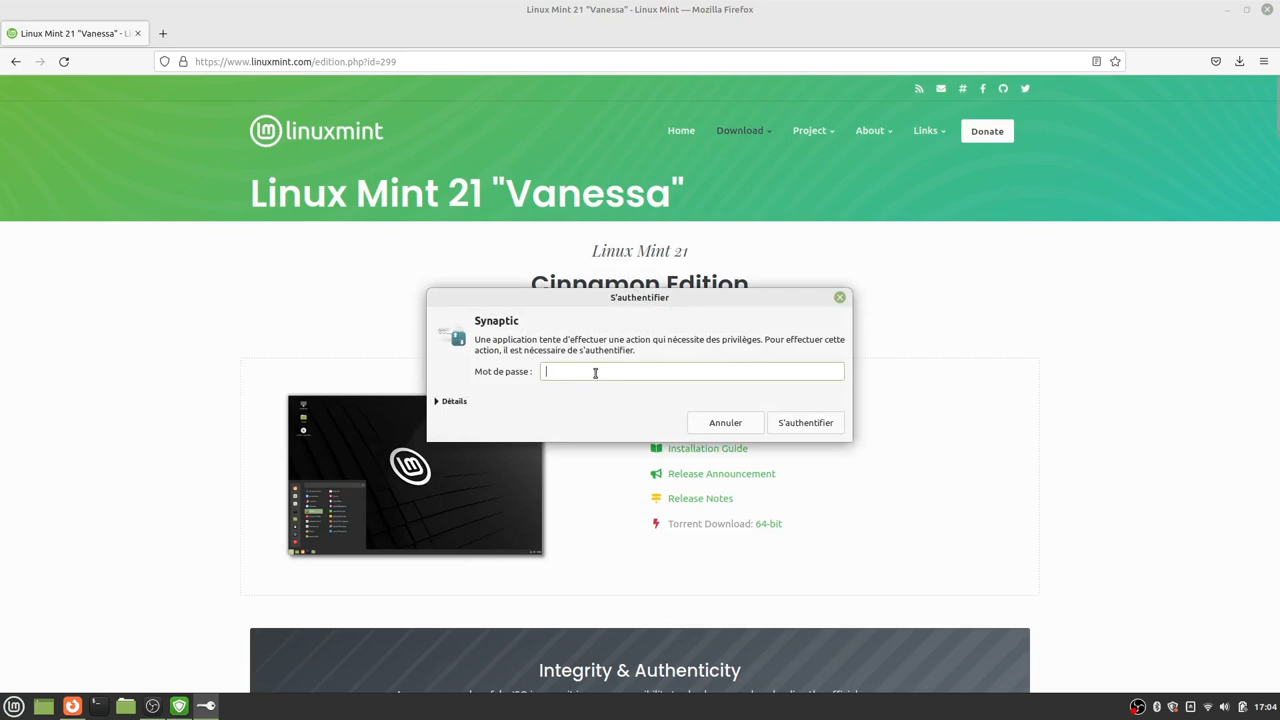 Linux Mint 21 "Vanessa" - Linux Mint — Mozilla Firefox
Linux Mint 21 "Vanessa" - Li
https://www.linuxmint.com/edition.php?id=299
linuxmint
Home
Download
Project
About
Links
Donate
Linux Mint 21 "Vanessa"
Linux Mint 21
Cinnamon Edition
S'authentifier
Synaptic
Une application tente d'effectuer une action qui nécessite des privilèges. Pour effectuer cette
action, il est nécessaire de s'authentifier.
Mot de passe :
Détails
Annuler
S'authentifier
Installation Guide
Release Announcement
Release Notes
Torrent Download: 64-bit
Integrity & Authenticity
17:04